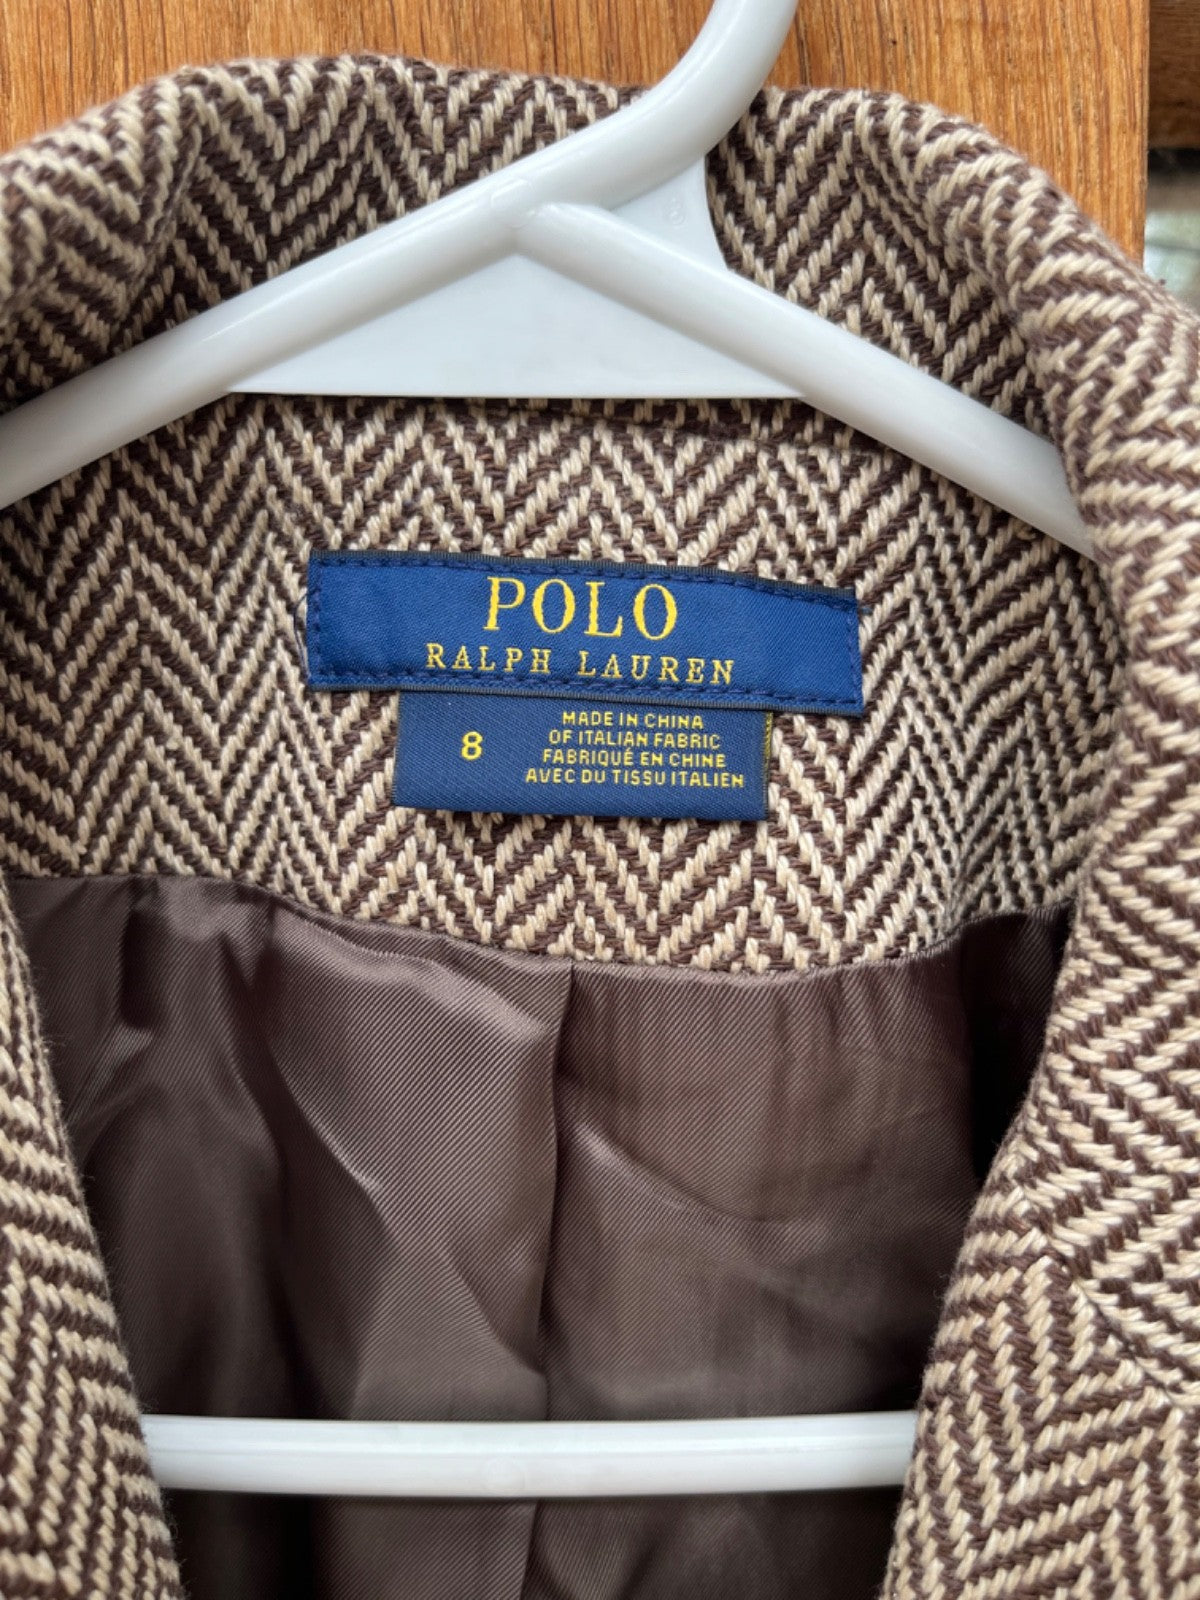 POLO
RALPH LAUREN
8
MADE IN CHINA
OF ITALIAN FABRIC
FABRIQUÉ EN CHINE
AVEC DU TISSU ITALIEN